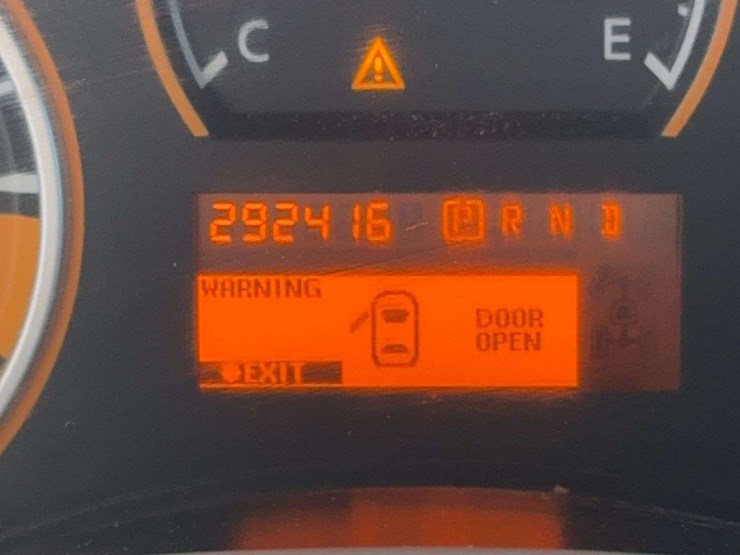 C E
292416 P R N D
WARNING
DOOR
OPEN
EXIT